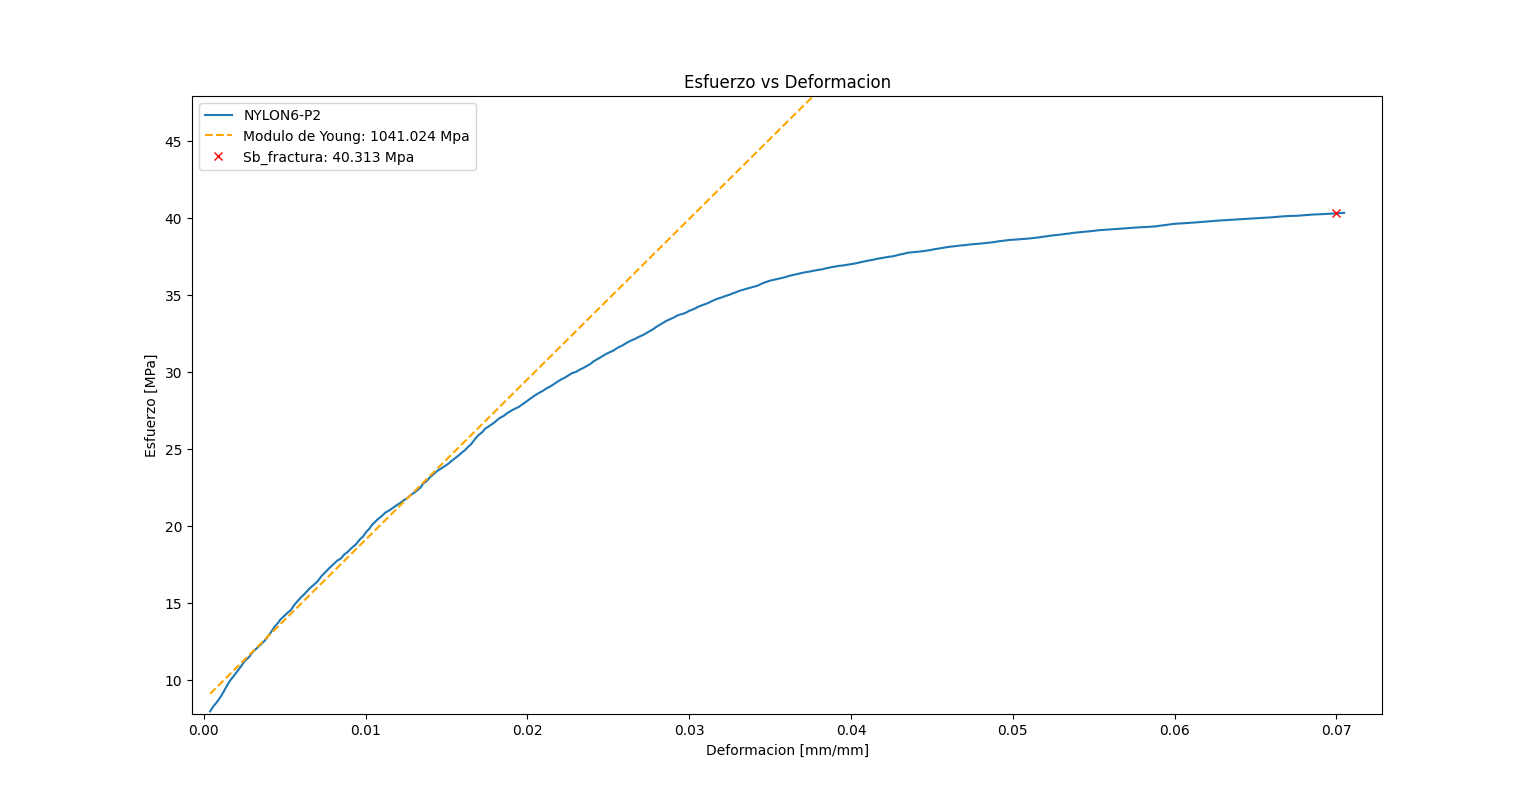 Esfuerzo vs Deformacion
NYLON6-P2
Modulo de Young: 1041.024 Mpa
Sb_fractura: 40.313 Mpa
45
40
35
30
25
20
15
10
Esfuerzo [MPa]
0.00 0.01 0.02 0.03 0.04 0.05 0.06 0.07
Deformacion [mm/mm]